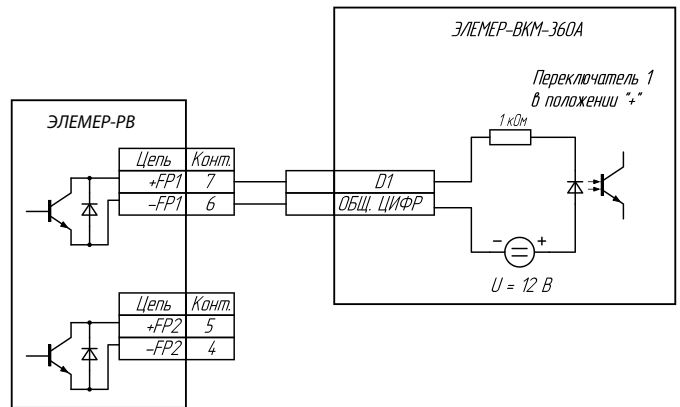 ЭЛЕМЕР-ВКМ-360А
Переключатель 1
в положении "+"
1 кОм
ЭЛЕМЕР-РВ
Цепь Конт.
+FP1 7
-FP1 6
D1
ОБЩ. ЦИФР
- +
U = 12 В
Цепь Конт.
+FP2 5
-FP2 4